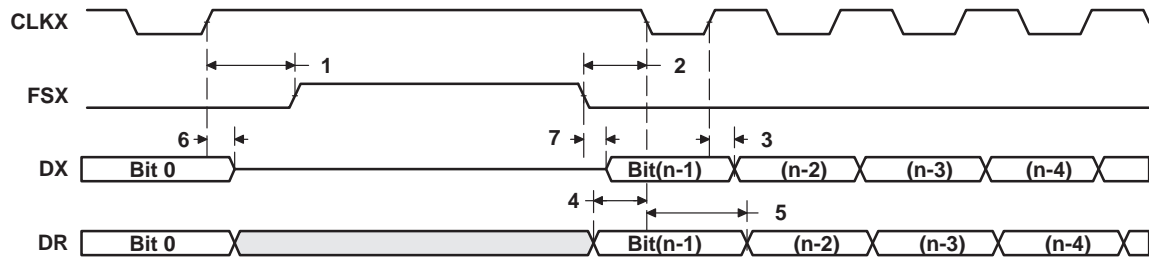 CLKX
1
2
FSX
6
7
3
DX
Bit 0
Bit(n-1)
(n-2)
(n-3)
(n-4)
4
5
DR
Bit 0
Bit(n-1)
(n-2)
(n-3)
(n-4)